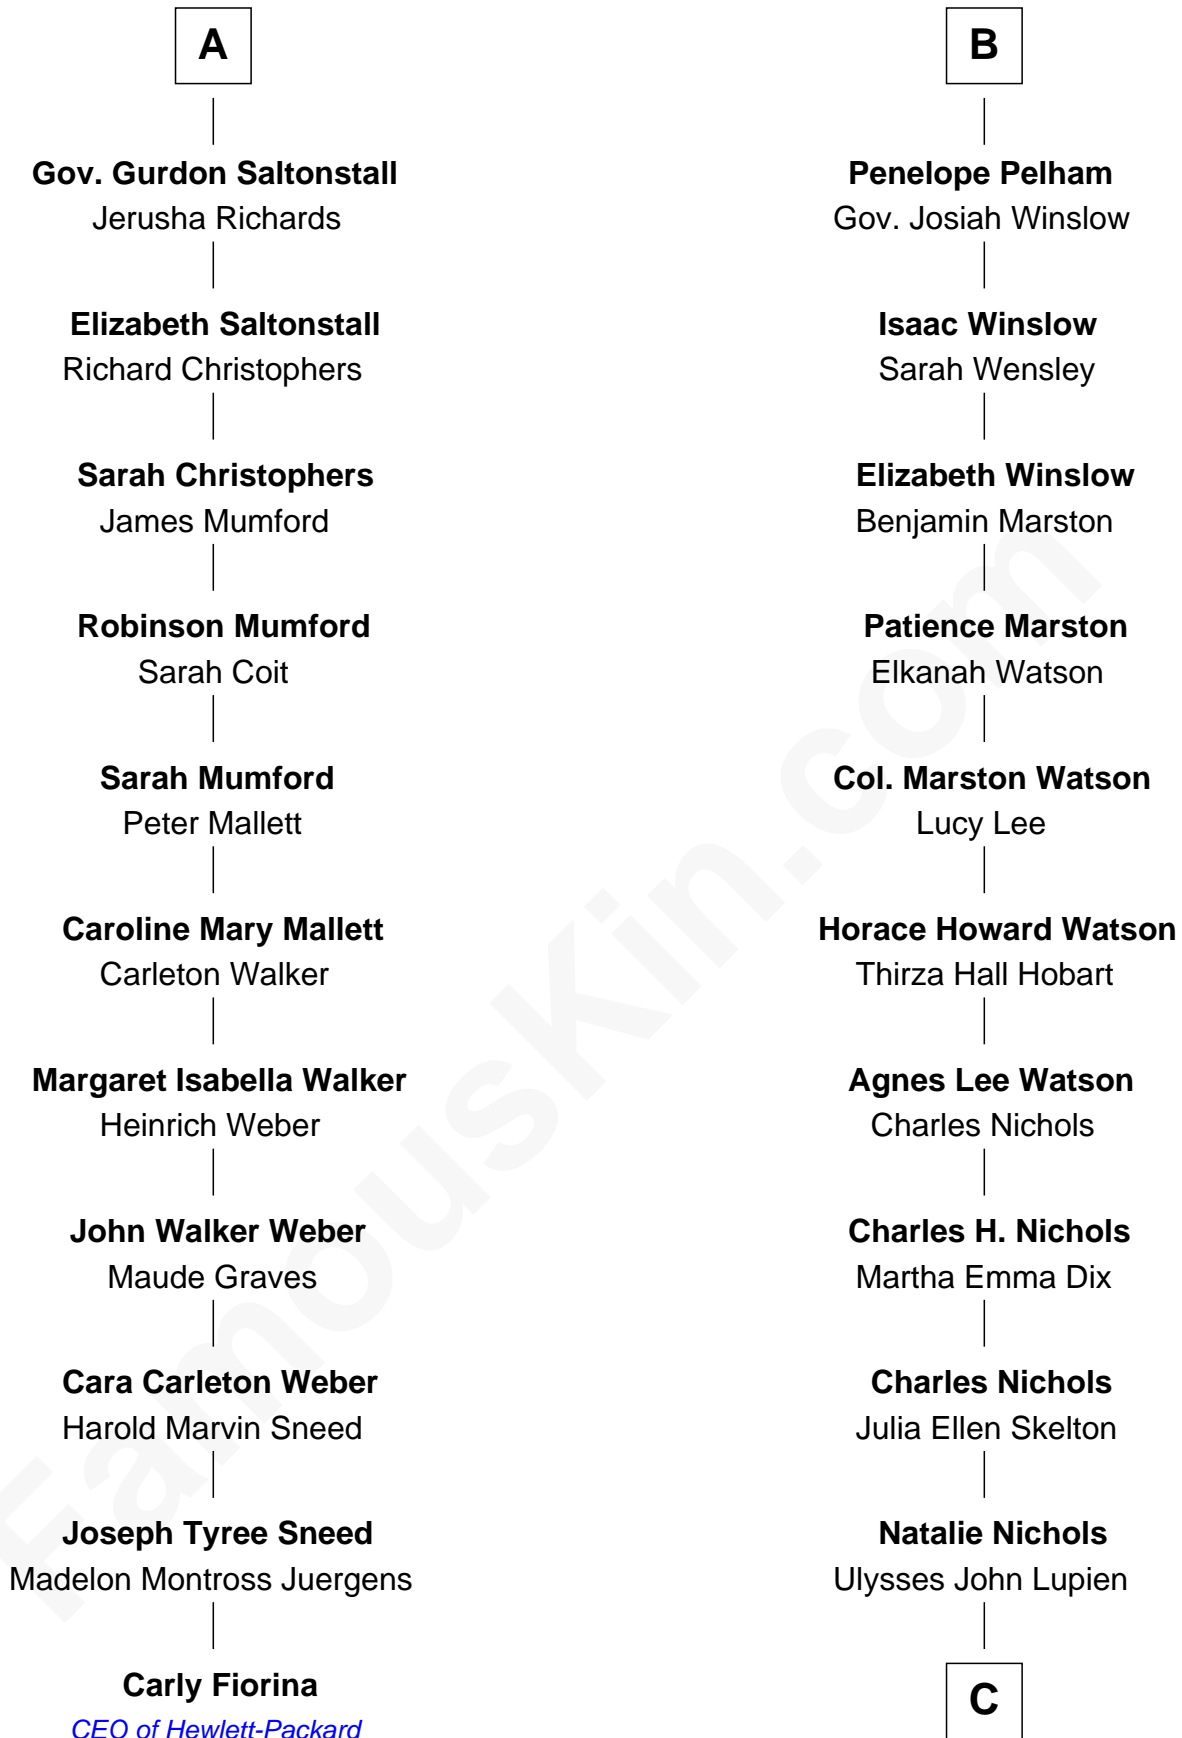 A
Gov. Gurdon Saltonstall
Jerusha Richards
Elizabeth Saltonstall
Richard Christophers
Sarah Christophers
James Mumford
Robinson Mumford
Sarah Coit
Sarah Mumford
Peter Mallett
Caroline Mary Mallett
Carleton Walker
Margaret Isabella Walker
Heinrich Weber
John Walker Weber
Maude Graves
Cara Carleton Weber
Harold Marvin Sneed
Joseph Tyree Sneed
Madelon Montross Juergens
Carly Fiorina
CEO of Hewlett-Packard
B
Penelope Pelham
Gov. Josiah Winslow
Isaac Winslow
Sarah Wensley
Elizabeth Winslow
Benjamin Marston
Patience Marston
Elkanah Watson
Col. Marston Watson
Lucy Lee
Horace Howard Watson
Thirza Hall Hobart
Agnes Lee Watson
Charles Nichols
Charles H. Nichols
Martha Emma Dix
Charles Nichols
Julia Ellen Skelton
Natalie Nichols
Ulysses John Lupien
C
FamousKin.com